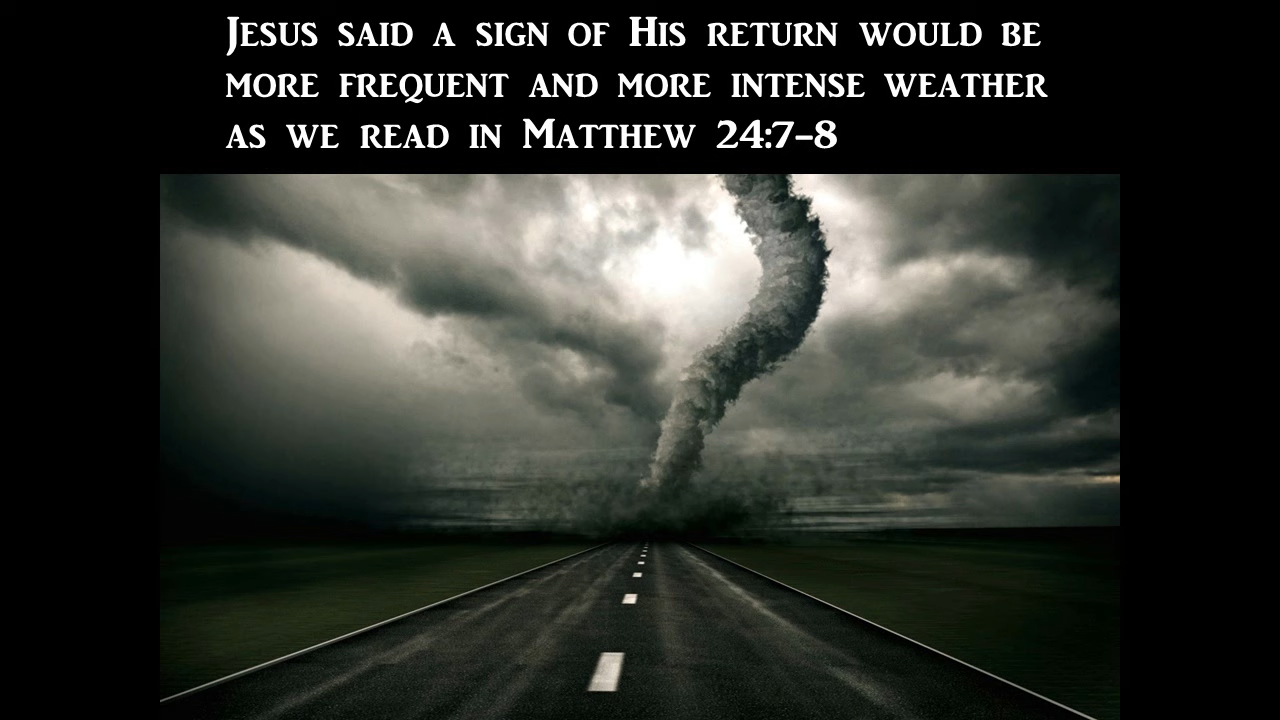 Jesus said a sign of His return would be
more frequent and more intense weather
as we read in Matthew 24:7–8